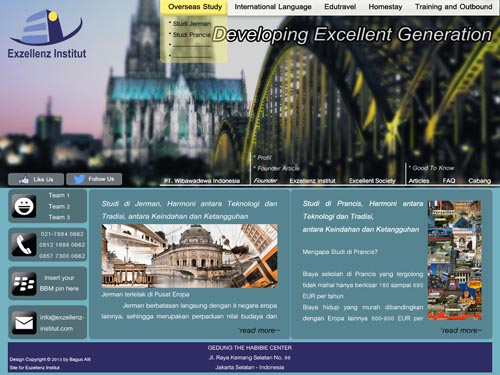 Overseas Study
International Language
Edutravel
Homestay
Training and Outbound
* Studi Jerman
* Studi Prancis
Developing Excellent Generation
Exzellenz Institut
* Profil
* Founder Article
* Good To Know
Like Us
Follow Us
PT. Wibawadewa Indonesia
Founder
Exzellenz Institut
Excellent Society
Articles
FAQ
Cabang
Team 1
Team 2
Team 3
021-7864 0662
0812 1888 0662
0857 7300 0662
Insert your
BBM pin here
info@exzellenz-
institut.com
Studi di Jerman, Harmoni antara Teknologi dan
Tradisi, antara Keindahan dan Ketangguhan
Jerman terletak di Pusat Eropa
Jerman berbatasan langsung dengan 9 negara eropa
lainnya, sehingga merupakan perpaduan nilai budaya dan
*read more~
Studi di Prancis, Harmoni antara
Teknologi dan Tradisi,
antara Keindahan dan Ketangguhan
Mengapa Studi di Prancis?
Biaya sekolah di Prancis yang tergolong
tidak mahal hanya berkisar 180 sampai 890
EUR per tahun
Biaya hidup yang murah dibandingkan
dengan Eropa lainnya 500-600 EUR per
*read more~
GEDUNG THE HABIBIE CENTER
JL. Raya Kemang Selatan No. 98
Jakarta Selatan - Indonesia
Design Copyright © 2013 by Bagus Alit
Site for Exzellenz Institut